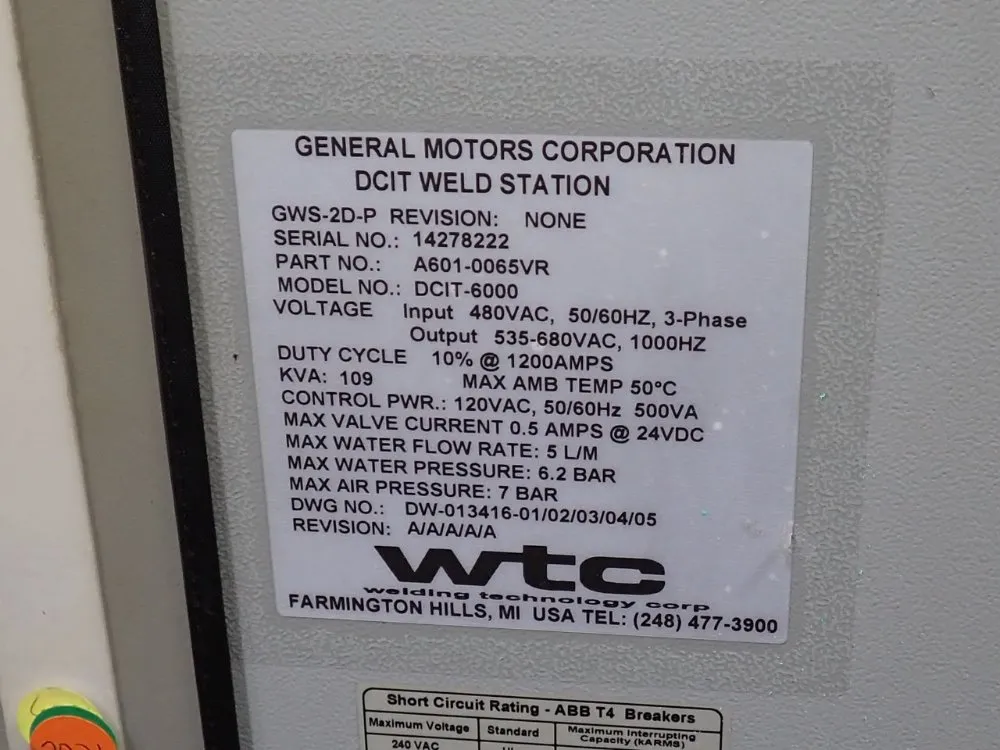 GENERAL MOTORS CORPORATION
DCIT WELD STATION
GWS-2D-P REVISION: NONE
SERIAL NO.: 14278222
PART NO.: A601-0065VR
MODEL NO.: DCIT-6000
VOLTAGE Input 480VAC, 50/60HZ, 3-Phase
Output 535-680VAC, 1000HZ
DUTY CYCLE 10% @ 1200AMPS
KVA: 109 MAX AMB TEMP 50°C
CONTROL PWR.: 120VAC, 50/60Hz 500VA
MAX VALVE CURRENT 0.5 AMPS @ 24VDC
MAX WATER FLOW RATE: 5 L/M
MAX WATER PRESSURE: 6.2 BAR
MAX AIR PRESSURE: 7 BAR
DWG NO.: DW-013416-01/02/03/04/05
REVISION: A/A/A/A/A
wtc
welding technology corp
FARMINGTON HILLS, MI USA TEL: (248) 477-3900
Short Circuit Rating - ABB T4 Breakers
Maximum Voltage Standard Maximum Interrupting
Capacity (kARMS)
240 VAC